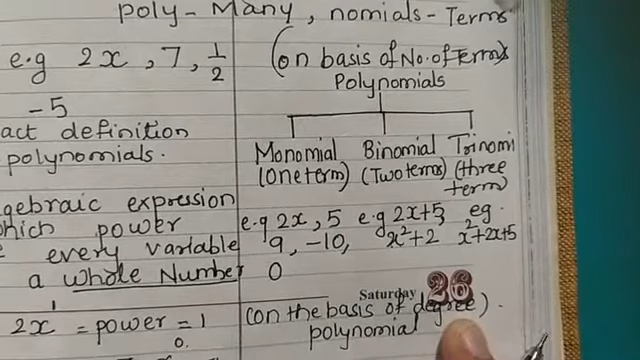 poly - Many, nomials - Terms
e.g 2x, 7, 1/2
-5
act definition
polynomials.
gebraic expression
hich power
every variable
a whole Number
1
2x = power = 1
0.
(on basis of No. of Terms)
Polynomials
Monomial Binomial Trinomi
(One term) (Two terms) (three
term)
e.g 2x, 5 e.g 2x+5 eg.
9, -10, x²+2 x²+2x+5
0
Saturday 26
(on the basis of degree).
polynomial